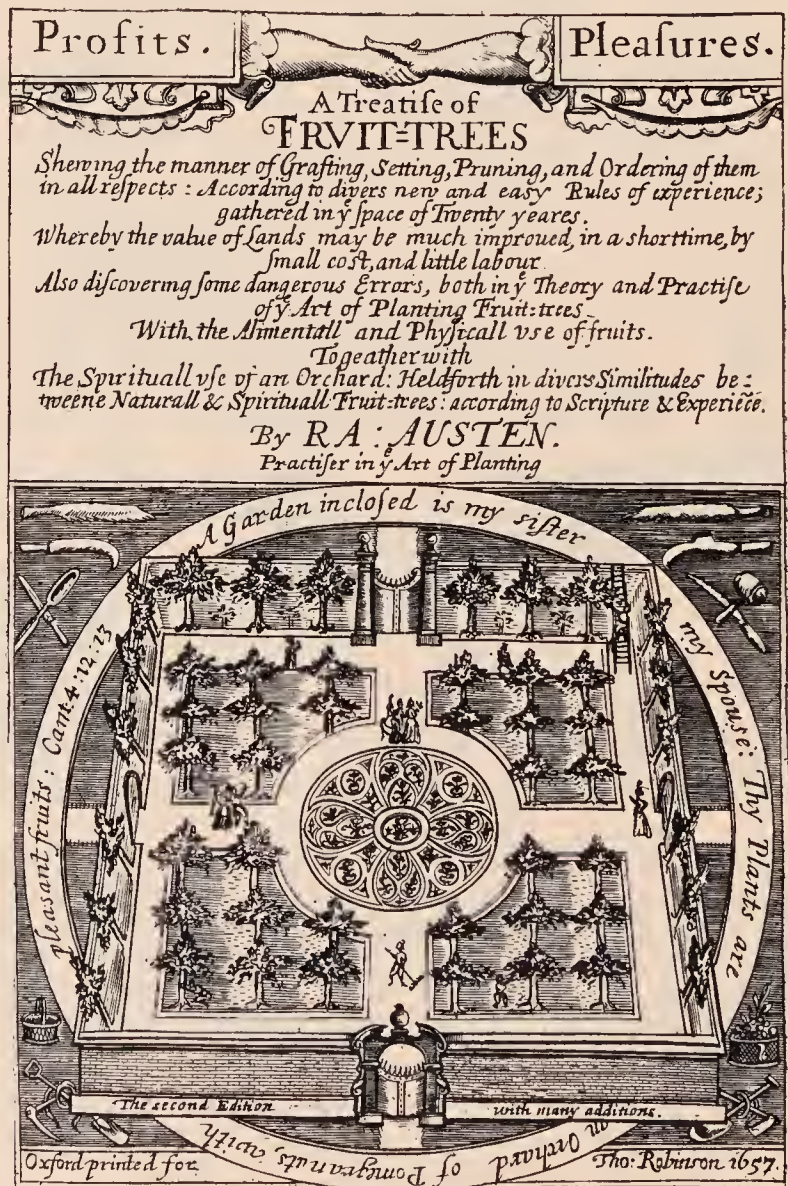 Profits.
Pleaſures.
A Treatiſe of
FRVIT=TREES
Shewing the manner of Grafting, Setting, Pruning, and Ordering of them
in all reſpects : According to divers new and easy Rules of experience;
gathered in yͤ ſpace of Twenty yeares.
Whereby the value of Lands may be much improued, in a shorttime, by
ſmall coſt, and little labour
Also diſcovering ſome dangerous Errors, both in yͤ Theory and Practiſe
of yͤ Art of Planting Fruit=trees.
With the Alimentall and Phyſicall vse of fruits.
Togeather with
The Spirituall vſe of an Orchard: Heldforth in divers Similitudes be=
tweene Naturall & Spirituall Fruit=trees: according to Scripture & Experiēce.
By RA : AUSTEN.
Practiſer in yͤ Art of Planting
A Garden incloſed is my siſter
my Spouse: Thy Plants are
an Orchard of Pomgranats, with
pleasant fruits: Cant: 4: 12: 13
The second Edition
with many additions.
Oxford printed for
Tho: Robinson 1657.